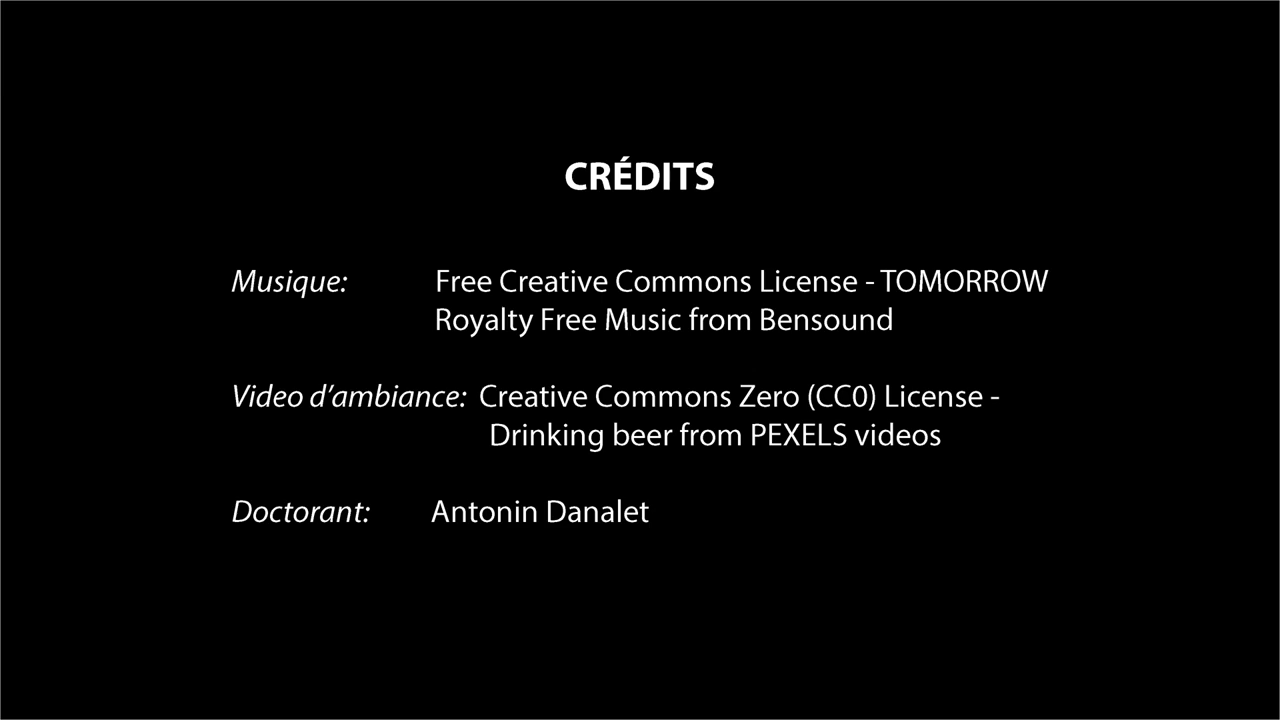 CRÉDITS
Musique: Free Creative Commons License - TOMORROW
Royalty Free Music from Bensound
Video d’ambiance: Creative Commons Zero (CC0) License -
Drinking beer from PEXELS videos
Doctorant: Antonin Danalet